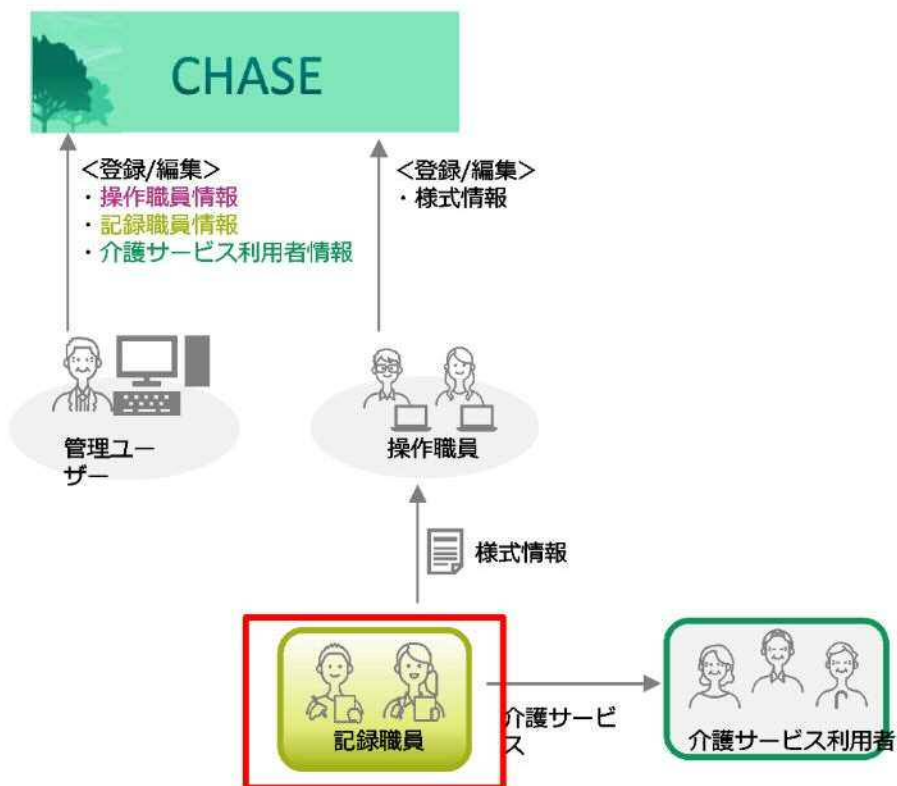 CHASE
<登録/編集>
・操作職員情報
・記録職員情報
・介護サービス利用者情報
<登録/編集>
・様式情報
管理ユー
ザー
操作職員
様式情報
記録職員
介護サービ
ス
介護サービス利用者